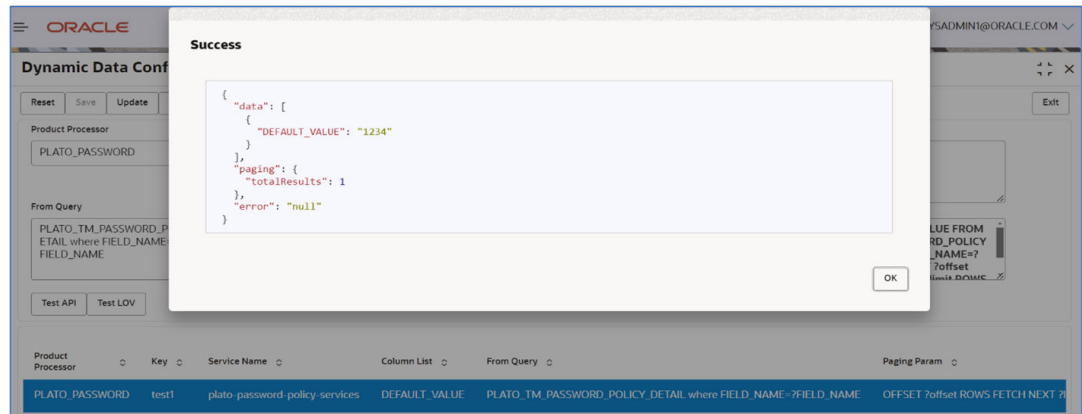 ORACLE
YSADMIN1@ORACLE.COM
Success
Dynamic Data Conf
Reset Save Update
Exit
{
"data": [
{
"DEFAULT_VALUE": "1234"
}
],
"paging": {
"totalResults": 1
},
"error": "null"
}
Product Processor
PLATO_PASSWORD
From Query
PLATO_TM_PASSWORD_P
ETAIL where FIELD_NAME=
FIELD_NAME
LUE FROM
RD_POLICY
_NAME=?
?offset
limit ROWS
OK
Test API Test LOV
Product Processor Key Service Name Column List From Query Paging Param
PLATO_PASSWORD test1 plato-password-policy-services DEFAULT_VALUE PLATO_TM_PASSWORD_POLICY_DETAIL where FIELD_NAME=?FIELD_NAME OFFSET ?offset ROWS FETCH NEXT ?l